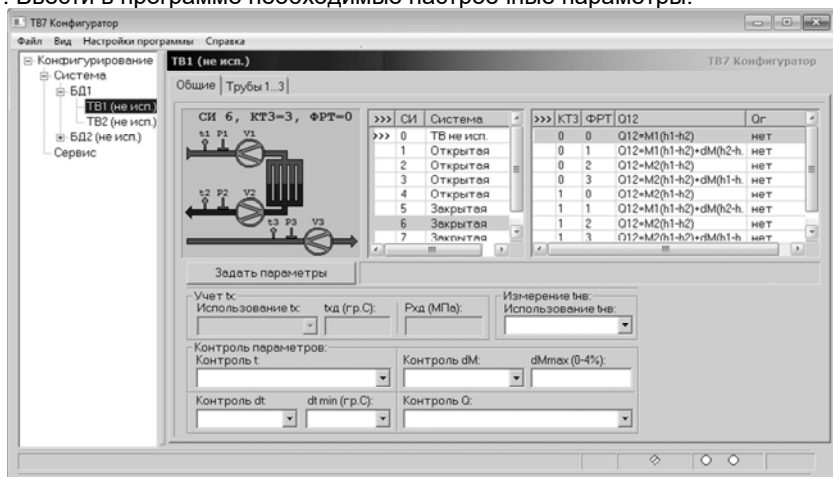 . Ввести в программе необходимые настроечные параметры.
ТВ7 Конфигуратор
Файл Вид Настройки программы Справка
Конфигурирование
Система
БД1
ТВ1 (не исп.)
ТВ2 (не исп.)
БД2 (не исп.)
Сервис
ТВ1 (не исп.) ТВ7 Конфигуратор
Общие Трубы 1...3
СИ 6, КТ3=3, ФРТ=0
t1 P1 V1
t2 P2 V2
t3 P3 V3
>>> СИ Система
>>> 0 ТВ не исп.
1 Открытая
2 Открытая
3 Открытая
4 Открытая
5 Закрытая
6 Закрытая
7 Закрытая
>>> КТ3 ФРТ Q12 Qг
0 0 Q12=M1(h1-h2) нет
0 1 Q12=M1(h1-h2)+dM(h2-h. нет
0 2 Q12=M2(h1-h2) нет
0 3 Q12=M2(h1-h2)+dM(h1-h. нет
1 0 Q12=M2(h1-h2) нет
1 1 Q12=M1(h1-h2)+dM(h2-h. нет
1 2 Q12=M2(h1-h2) нет
1 3 Q12=M2(h1-h2)+dM(h1-h. нет
Задать параметры
Учет tх:
Использование tх: tхд (гр.С): Pхд (МПа):
Измерение tнв:
Использование tнв:
Контроль параметров:
Контроль t: Контроль dM: dMmax (0-4%):
Контроль dt: dt min (гр.С): Контроль Q: